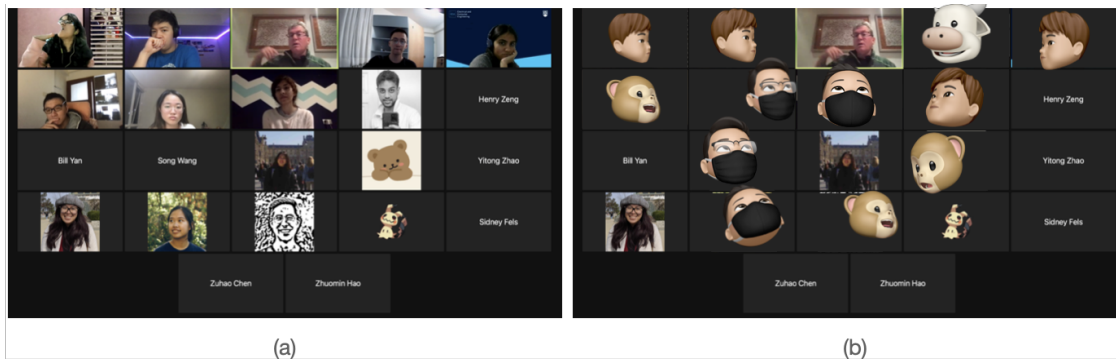 Henry Zeng
Bill Yan
Song Wang
Yitong Zhao
Sidney Fels
Zuhao Chen
Zhuomin Hao
(a)
Henry Zeng
Bill Yan
Yitong Zhao
Sidney Fels
Zuhao Chen
Zhuomin Hao
(b)